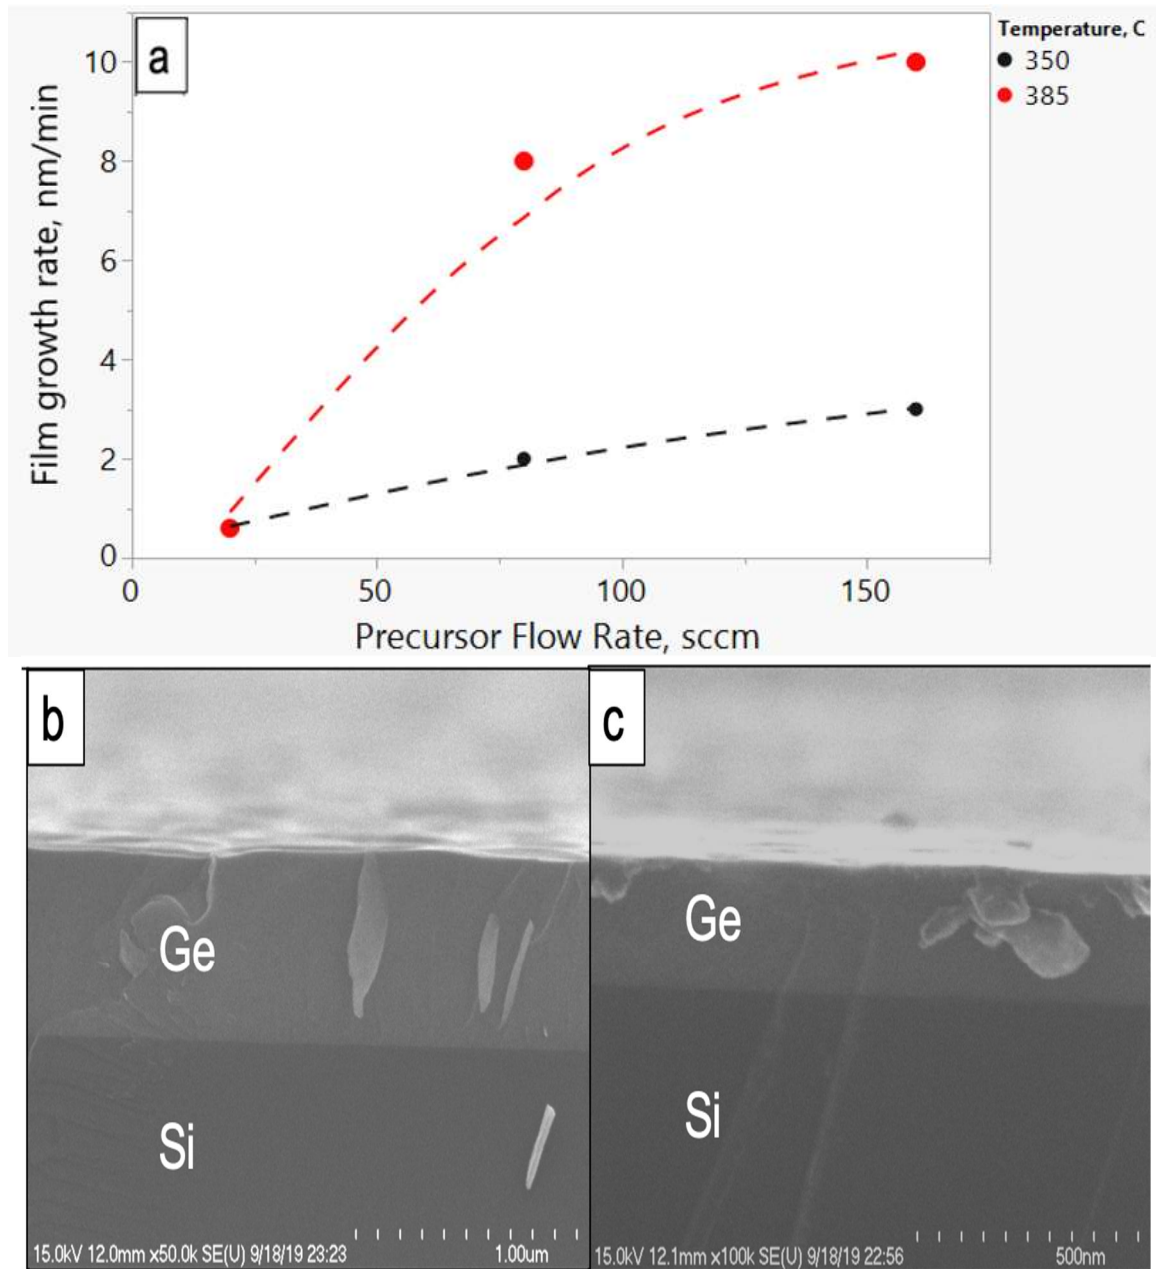 a
Temperature, C
350
385
Film growth rate, nm/min
10
8
6
4
2
0
0 50 100 150
Precursor Flow Rate, sccm
b
Ge
Si
15.0kV 12.0mm x50.0k SE(U) 9/18/19 23:23 1.00um
c
Ge
Si
15.0kV 12.1mm x100k SE(U) 9/18/19 22:56 500nm